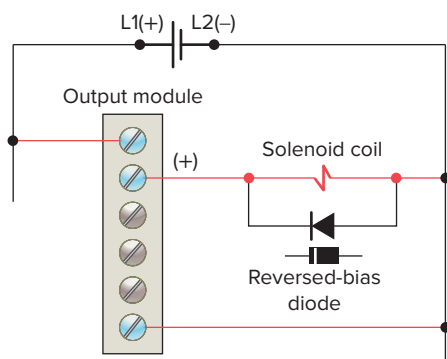 L1(+) L2(–)
Output module
(+)
Solenoid coil
Reversed-bias
diode